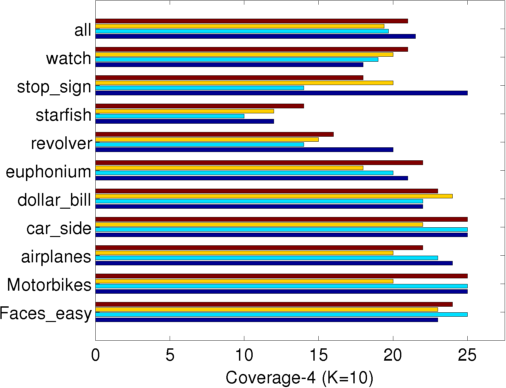 all
watch
stop_sign
starfish
revolver
euphonium
dollar_bill
car_side
airplanes
Motorbikes
Faces_easy
0 5 10 15 20 25
Coverage-4 (K=10)